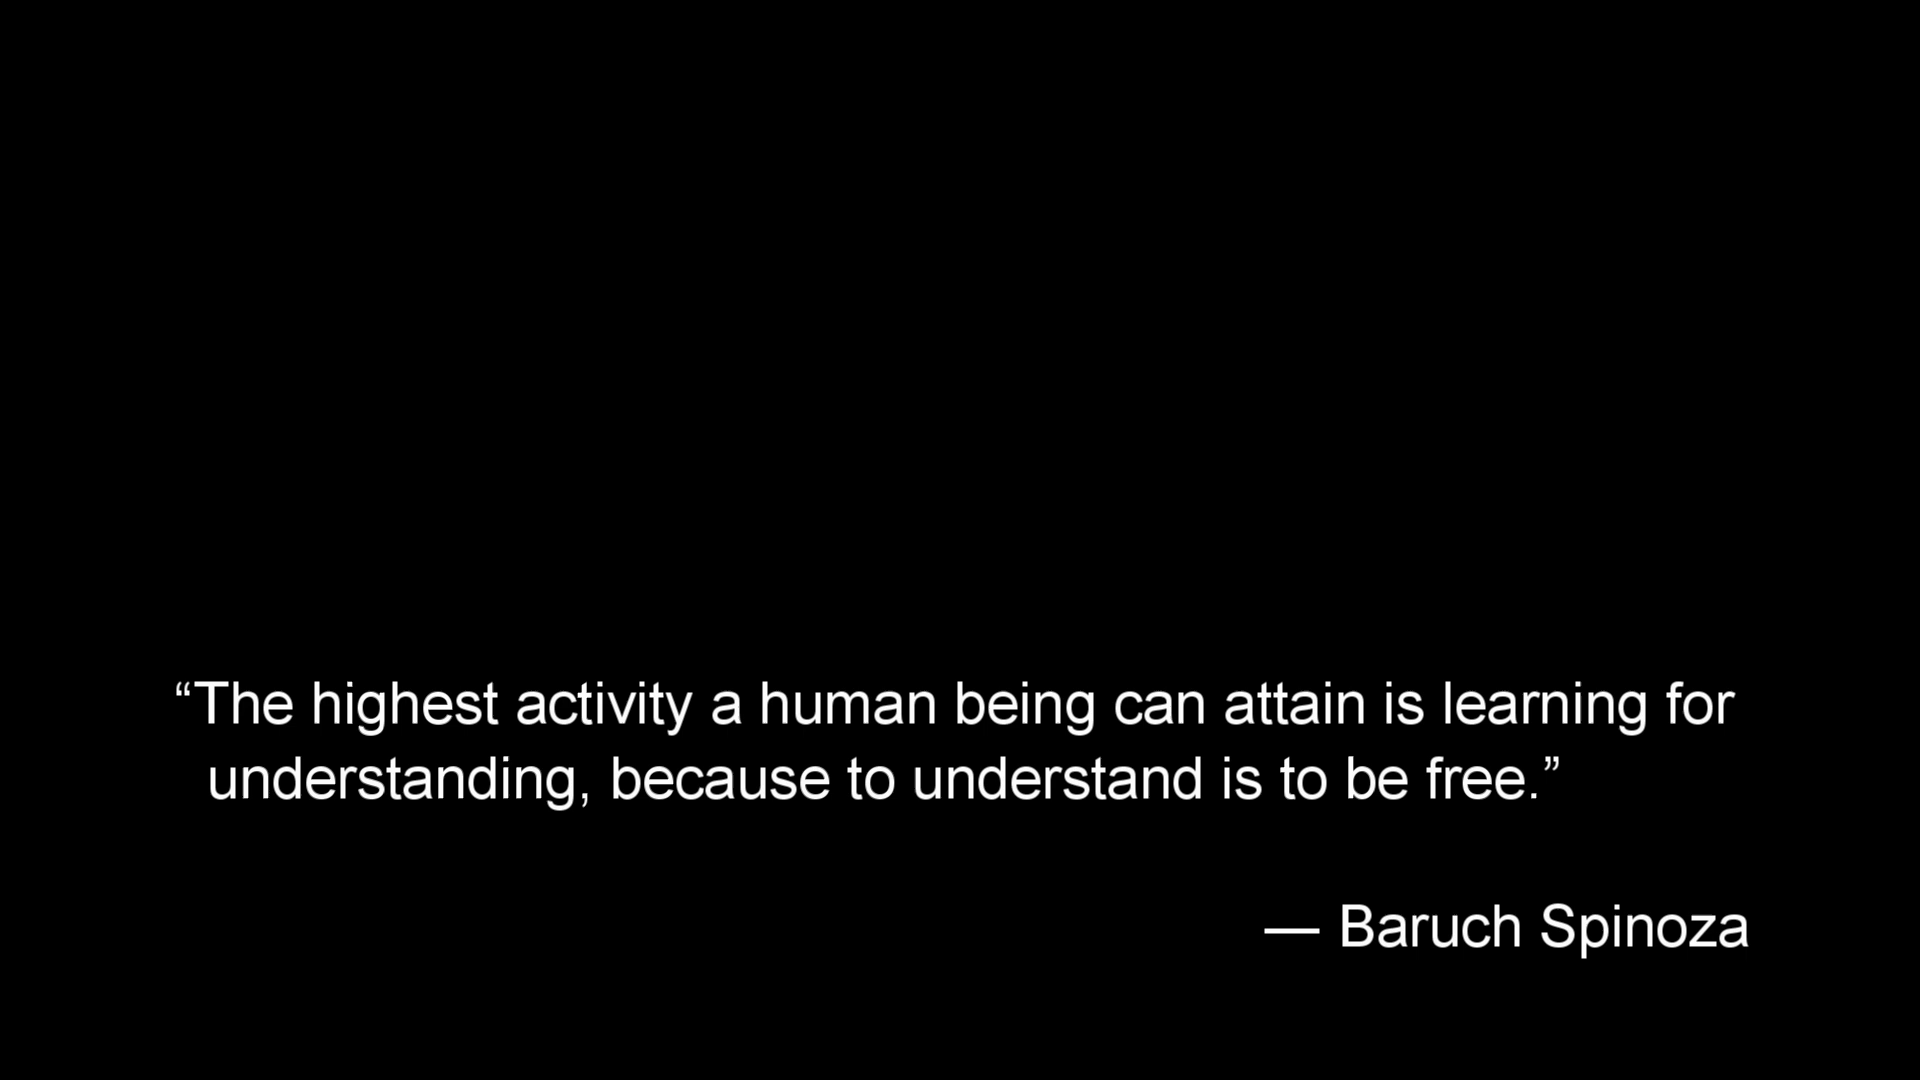 “The highest activity a human being can attain is learning for
understanding, because to understand is to be free.”
— Baruch Spinoza